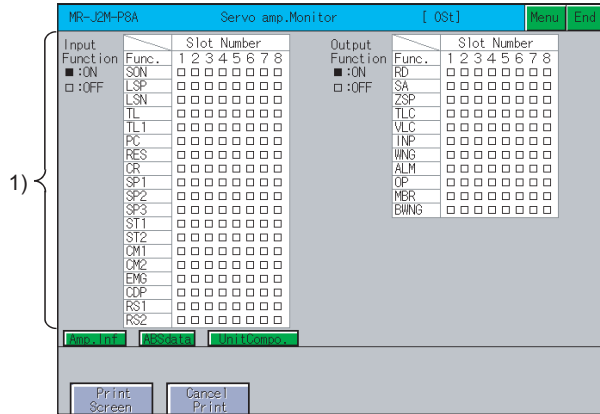 MR-J2M-P8A Servo amp.Monitor [ 0St] Menu End
1)
Input
Function
■ :ON
□ :OFF
Slot Number
Func. 1 2 3 4 5 6 7 8
SON □ □ □ □ □ □ □ □
LSP □ □ □ □ □ □ □ □
LSN □ □ □ □ □ □ □ □
TL □ □ □ □ □ □ □ □
TL1 □ □ □ □ □ □ □ □
PC □ □ □ □ □ □ □ □
RES □ □ □ □ □ □ □ □
CR □ □ □ □ □ □ □ □
SP1 □ □ □ □ □ □ □ □
SP2 □ □ □ □ □ □ □ □
SP3 □ □ □ □ □ □ □ □
ST1 □ □ □ □ □ □ □ □
ST2 □ □ □ □ □ □ □ □
CM1 □ □ □ □ □ □ □ □
CM2 □ □ □ □ □ □ □ □
EMG □ □ □ □ □ □ □ □
CDP □ □ □ □ □ □ □ □
RS1 □ □ □ □ □ □ □ □
RS2 □ □ □ □ □ □ □ □
Output
Function
■ :ON
□ :OFF
Slot Number
Func. 1 2 3 4 5 6 7 8
RD □ □ □ □ □ □ □ □
SA □ □ □ □ □ □ □ □
ZSP □ □ □ □ □ □ □ □
TLC □ □ □ □ □ □ □ □
VLC □ □ □ □ □ □ □ □
INP □ □ □ □ □ □ □ □
WNG □ □ □ □ □ □ □ □
ALM □ □ □ □ □ □ □ □
OP □ □ □ □ □ □ □ □
MBR □ □ □ □ □ □ □ □
BWNG □ □ □ □ □ □ □ □
Amp.Inf ABSdata UnitCompo.
Print
Screen
Cancel
Print